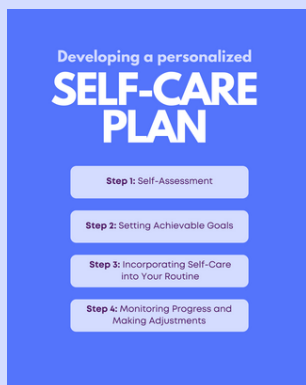 Developing a personalized
SELF-CARE
PLAN
Step 1: Self-Assessment
Step 2: Setting Achievable Goals
Step 3: Incorporating Self-Care
into Your Routine
Step 4: Monitoring Progress and
Making Adjustments